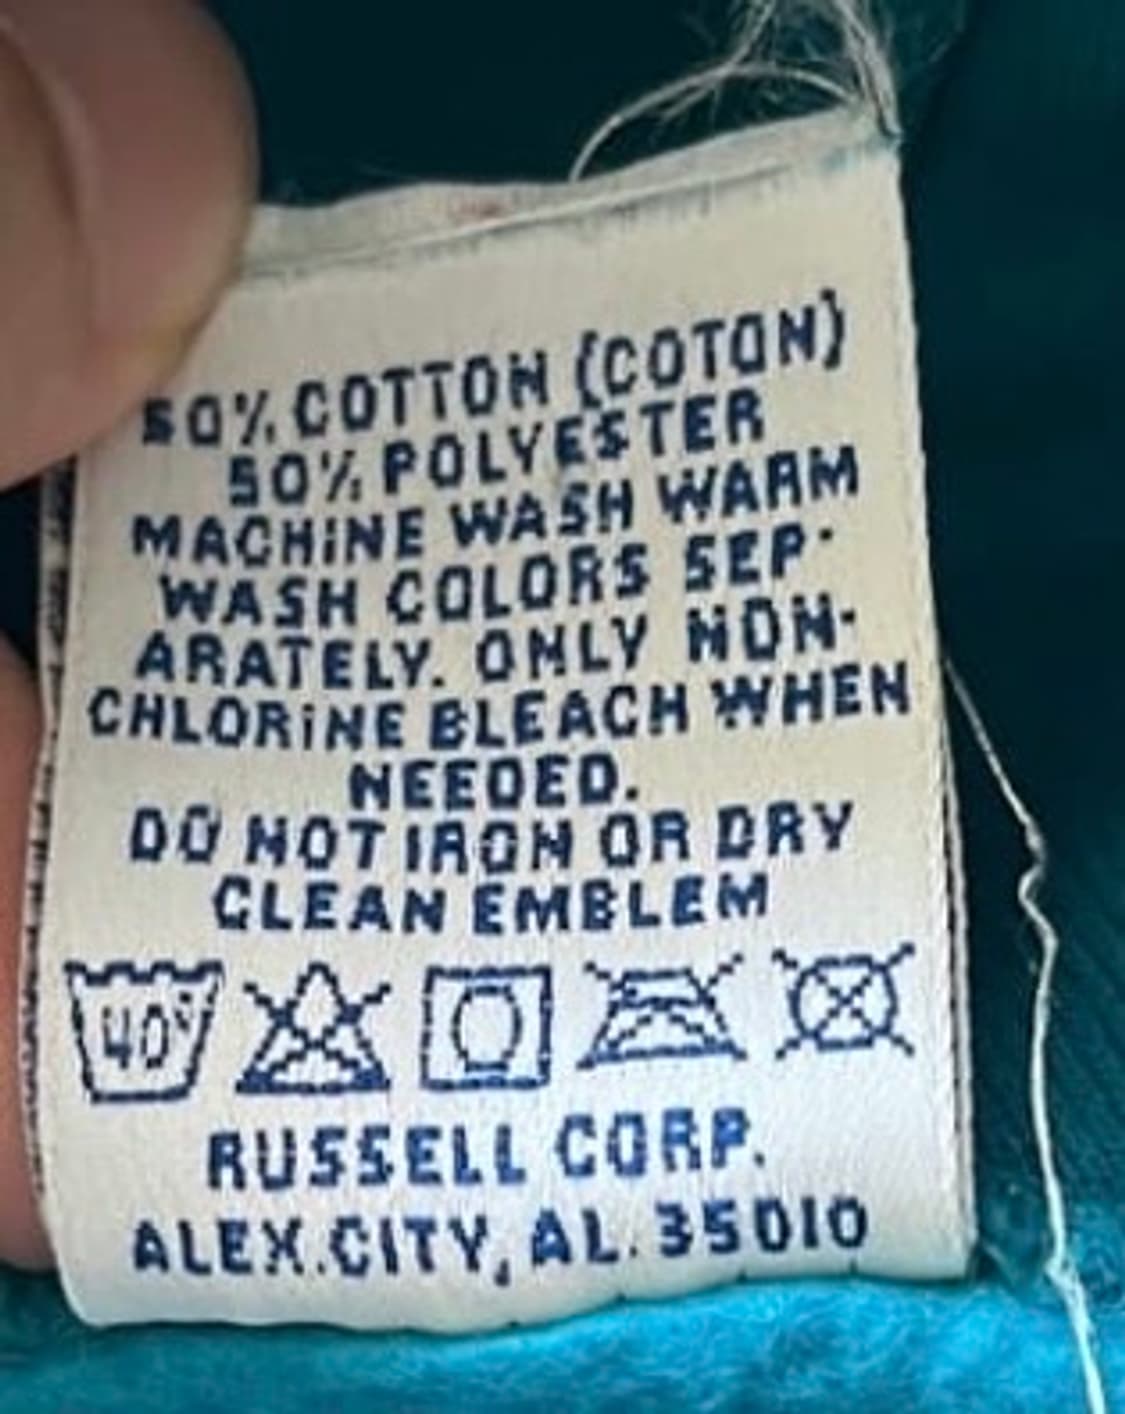 50% COTTON (COTON)
50% POLYESTER
MACHINE WASH WARM
WASH COLORS SEP-
ARATELY. ONLY NON-
CHLORINE BLEACH WHEN
NEEDED.
DO NOT IRON OR DRY
CLEAN EMBLEM
40°
RUSSELL CORP.
ALEX.CITY, AL. 35010